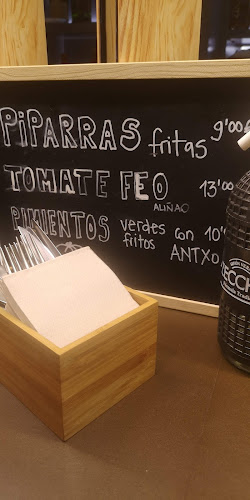 PiPARRAS fritas 9'00
TOMATE FEO 13'00
ALIÑAO
PIMIENTOS verdes con 10''
fritos ANTXO